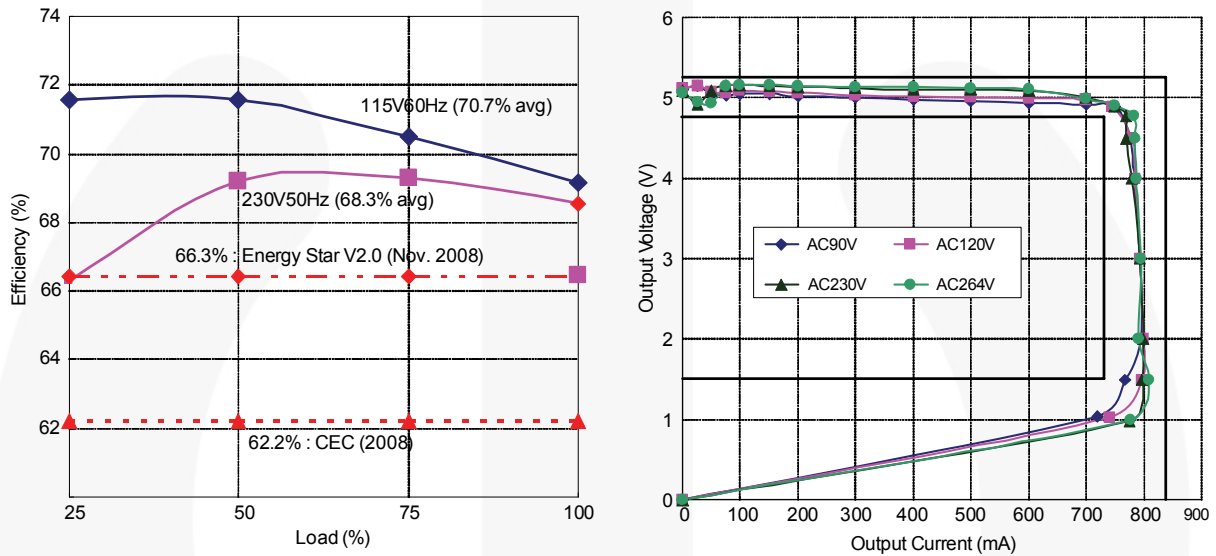 74
72
70
68
66
64
62
Efficiency (%)
115V60Hz (70.7% avg)
230V50Hz (68.3% avg)
66.3% : Energy Star V2.0 (Nov. 2008)
62.2% : CEC (2008)
25 50 75 100
Load (%)
6
5
4
3
2
1
0
Output Voltage (V)
AC90V AC120V
AC230V AC264V
0 100 200 300 400 500 600 700 800 900
Output Current (mA)